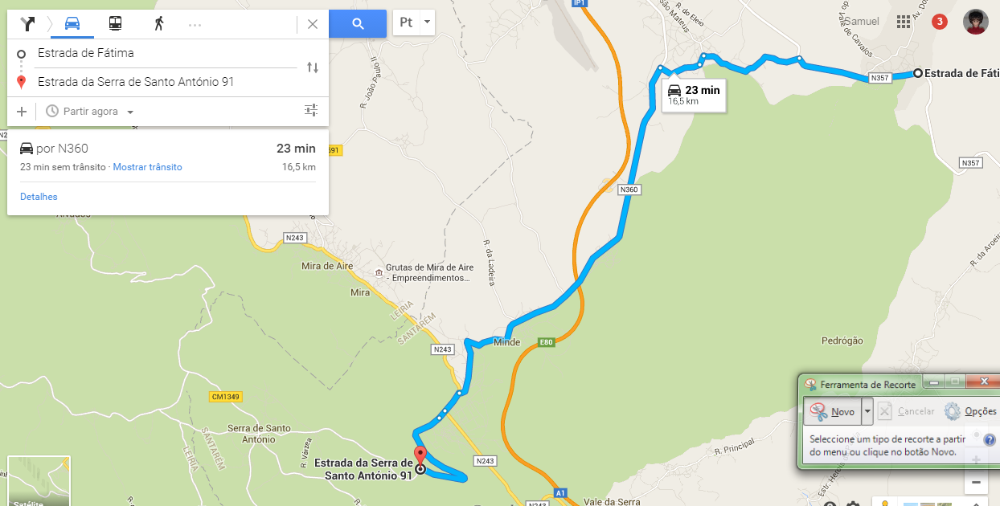 Estrada de Fátima
Estrada da Serra de Santo António 91
Partir agora
por N360
23 min
23 min sem trânsito · Mostrar trânsito
16,5 km
Detalhes
Pt
Samuel
3
IP1
R. do Eleio
São Mateus
Vale de Cavalos
Av. D
R. João Paulo II
N357
Estrada de Fáti
23 min
16,5 km
N357
N360
N243
Mira de Aire
Grutas de Mira de Aire
- Empreendimentos...
Mira
R. da Ladeira
R. da Aroei
LEIRIA
SANTARÉM
N243
Minde
E80
Pedrógão
CM1349
Serra de Santo
António
SANTARÉM
LEIRIA
R. Várzea
Estrada da Serra de
Santo António 91
N243
R. Principal
A1
N243
Vale da Serra
Satélite
Ferramenta de Recorte
Novo
Cancelar
Opções
Seleccione um tipo de recorte a partir
do menu ou clique no botão Novo.